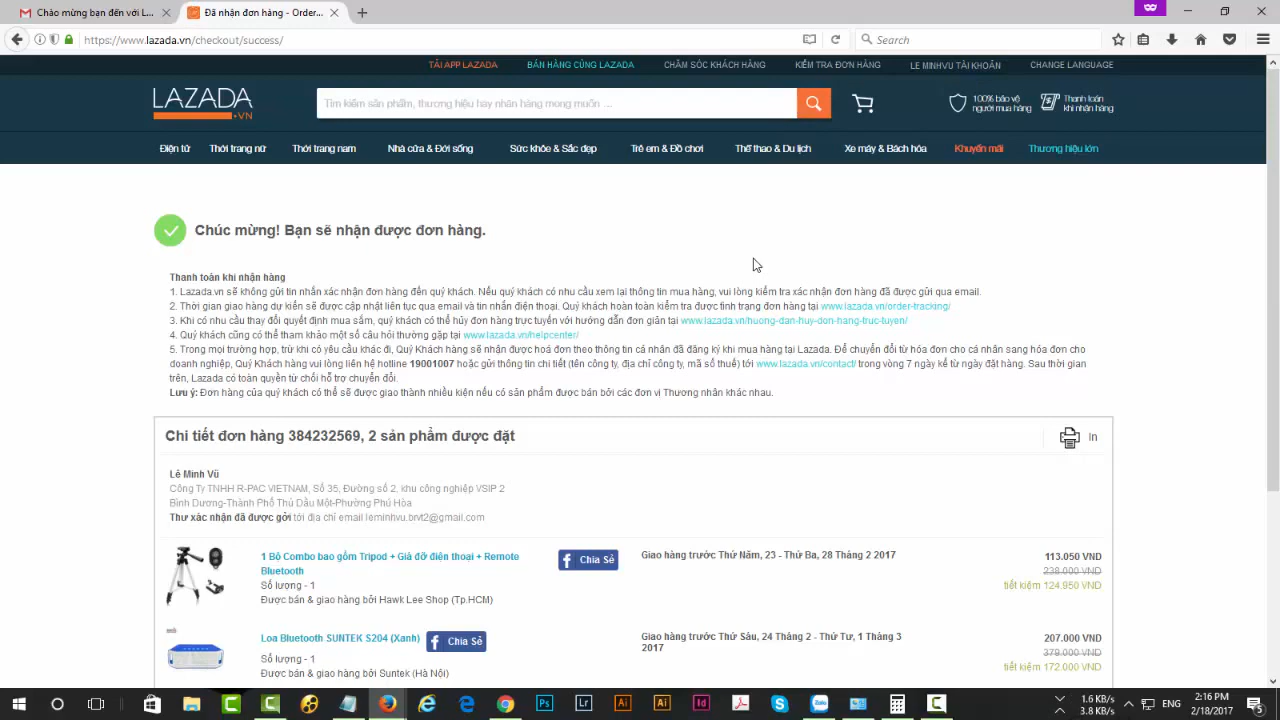 Chào mừng bạn đến với L...
Đã nhận đơn hàng - Order...
https://www.lazada.vn/checkout/success/
Search
TẢI APP LAZADA
BÁN HÀNG CÙNG LAZADA
CHĂM SÓC KHÁCH HÀNG
KIỂM TRA ĐƠN HÀNG
LE MINHVU TÀI KHOẢN
CHANGE LANGUAGE
LAZADA
.VN
Tìm kiếm sản phẩm, thương hiệu hay nhãn hàng mong muốn ...
100% bảo vệ
người mua hàng
Thanh toán
khi nhận hàng
Điện tử
Thời trang nữ
Thời trang nam
Nhà cửa & Đời sống
Sức khỏe & Sắc đẹp
Trẻ em & Đồ chơi
Thể thao & Du lịch
Xe máy & Bách hóa
Khuyến mãi
Thương hiệu lớn
Chúc mừng! Bạn sẽ nhận được đơn hàng.
Thanh toán khi nhận hàng
1. Lazada.vn sẽ không gửi tin nhắn xác nhận đơn hàng đến quý khách. Nếu quý khách có nhu cầu xem lại thông tin mua hàng, vui lòng kiểm tra xác nhận đơn hàng đã được gửi qua email.
2. Thời gian giao hàng dự kiến sẽ được cập nhật liên tục qua email và tin nhắn điện thoại. Quý khách hoàn toàn kiểm tra được tình trạng đơn hàng tại www.lazada.vn/order-tracking/
3. Khi có nhu cầu thay đổi quyết định mua sắm, quý khách có thể hủy đơn hàng trực tuyến với hướng dẫn đơn giản tại www.lazada.vn/huong-dan-huy-don-hang-truc-tuyen/
4. Quý khách cũng có thể tham khảo một số câu hỏi thường gặp tại www.lazada.vn/helpcenter/
5. Trong mọi trường hợp, trừ khi có yêu cầu khác đi, Quý Khách hàng sẽ nhận được hoá đơn theo thông tin cá nhân đã đăng ký khi mua hàng tại Lazada. Để chuyển đổi từ hóa đơn cho cá nhân sang hóa đơn cho
doanh nghiệp, Quý Khách hàng vui lòng liên hệ hotline 19001007 hoặc gửi thông tin chi tiết (tên công ty, địa chỉ công ty, mã số thuế) tới www.lazada.vn/contact/ trong vòng 7 ngày kể từ ngày đặt hàng. Sau thời gian
trên, Lazada có toàn quyền từ chối hỗ trợ chuyển đổi.
Lưu ý: Đơn hàng của quý khách có thể sẽ được giao thành nhiều kiện nếu có sản phẩm được bán bởi các đơn vị Thương nhân khác nhau.
Chi tiết đơn hàng 384232569, 2 sản phẩm được đặt
In
Lê Minh Vũ
Công Ty TNHH R-PAC VIETNAM, Số 35, Đường số 2, khu công nghiệp VSIP 2
Bình Dương-Thành Phố Thủ Dầu Một-Phường Phú Hòa
Thư xác nhận đã được gởi tới địa chỉ email leminhvu.brvt2@gmail.com
1 Bộ Combo bao gồm Tripod + Giá đỡ điện thoại + Remote
Bluetooth
Chia Sẻ
Giao hàng trước Thứ Năm, 23 - Thứ Ba, 28 Tháng 2 2017
113.050 VND
238.000 VND
tiết kiệm 124.950 VND
Số lượng - 1
Được bán & giao hàng bởi Hawk Lee Shop (Tp.HCM)
Loa Bluetooth SUNTEK S204 (Xanh)
Chia Sẻ
Giao hàng trước Thứ Sáu, 24 Tháng 2 - Thứ Tư, 1 Tháng 3
2017
207.000 VND
379.000 VND
tiết kiệm 172.000 VND
Số lượng - 1
Được bán & giao hàng bởi Suntek (Hà Nội)
Ps
Lr
Ai
Ai
Id
Zalo
1.6 KB/s
3.8 KB/s
ENG
2:16 PM
2/18/2017